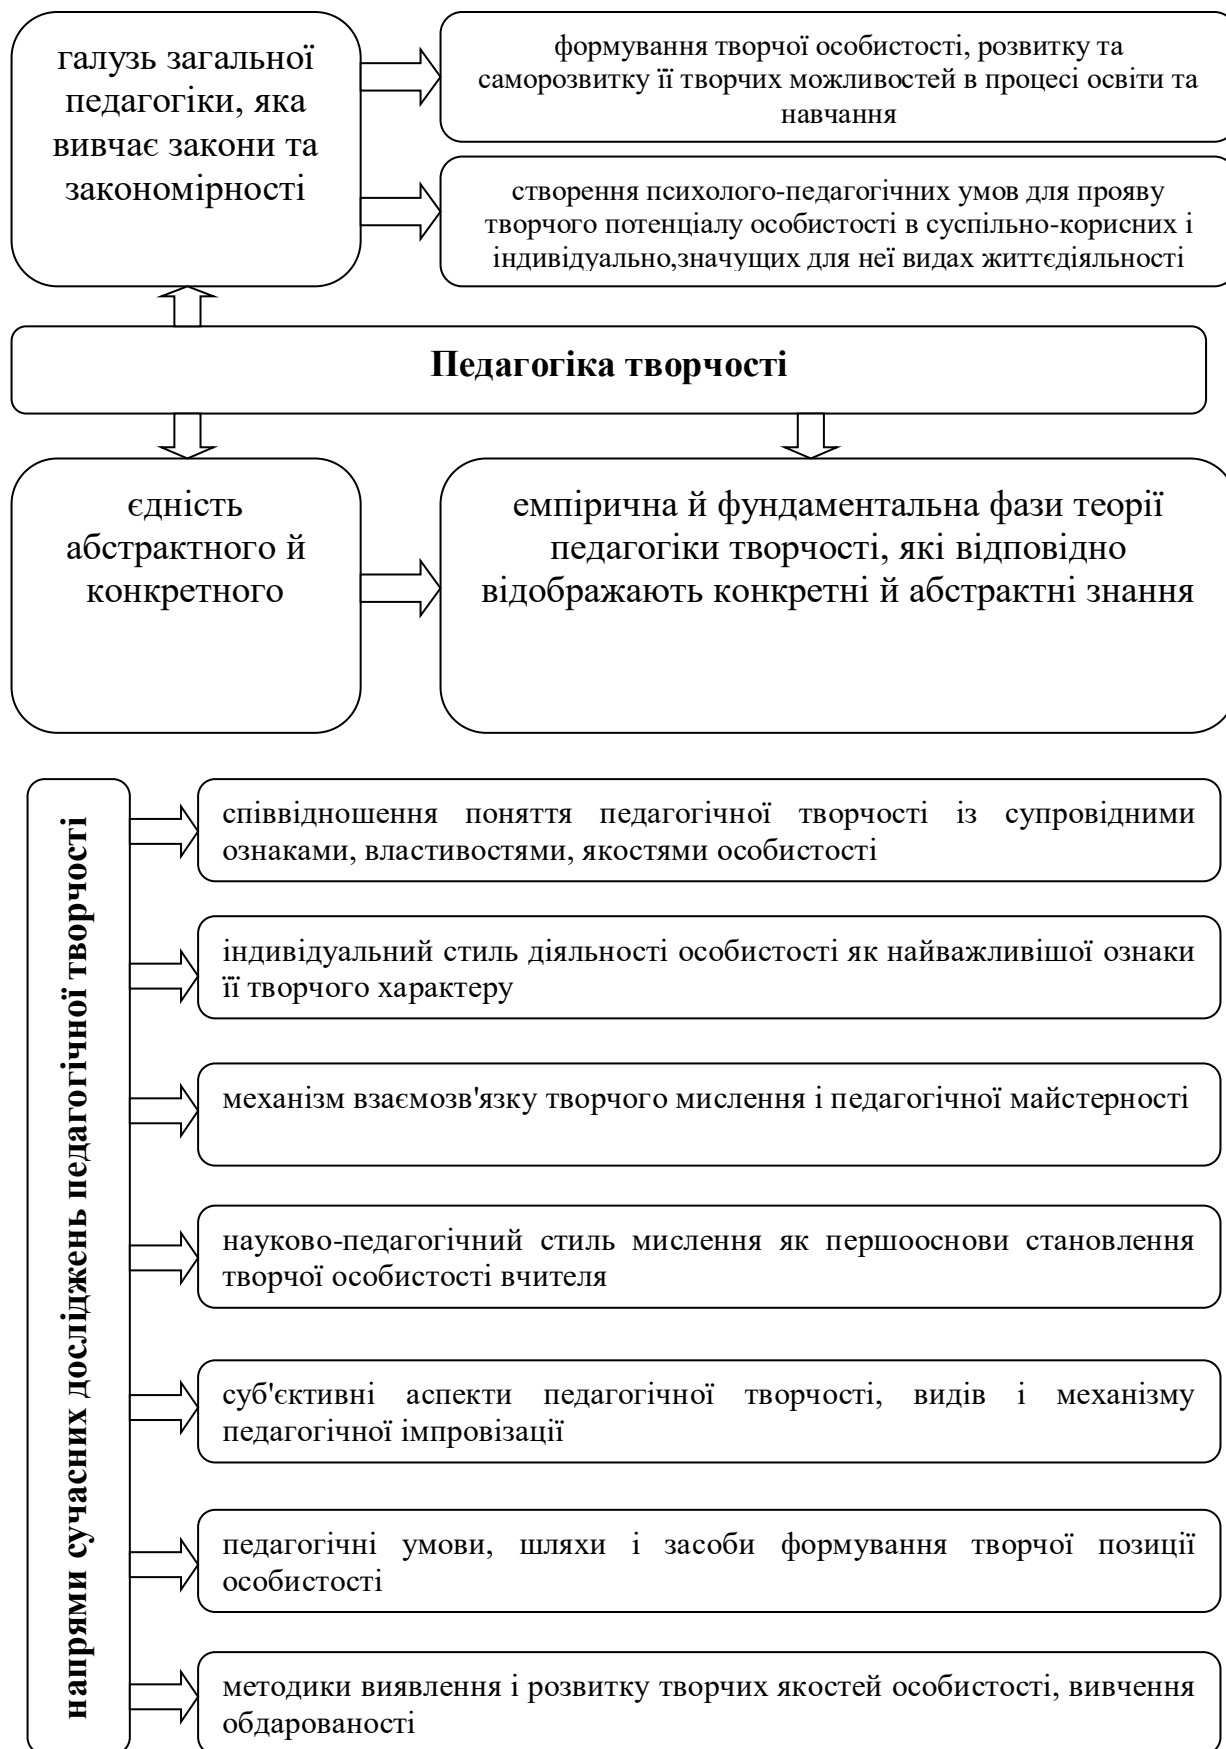 галузь загальної
педагогіки, яка
вивчає закони та
закономірності
формування творчої особистості, розвитку та
саморозвитку її творчих можливостей в процесі освіти та
навчання
створення психолого-педагогічних умов для прояву
творчого потенціалу особистості в суспільно-корисних і
індивідуально,значущих для неї видах життєдіяльності
Педагогіка творчості
єдність
абстрактного й
конкретного
емпірична й фундаментальна фази теорії
педагогіки творчості, які відповідно
відображають конкретні й абстрактні знання
напрями сучасних досліджень педагогічної творчості
співвідношення поняття педагогічної творчості із супровідними
ознаками, властивостями, якостями особистості
індивідуальний стиль діяльності особистості як найважливішої ознаки
її творчого характеру
механізм взаємозв'язку творчого мислення і педагогічної майстерності
науково-педагогічний стиль мислення як першооснови становлення
творчої особистості вчителя
суб'єктивні аспекти педагогічної творчості, видів і механізму
педагогічної імпровізації
педагогічні умови, шляхи і засоби формування творчої позиції
особистості
методики виявлення і розвитку творчих якостей особистості, вивчення
обдарованості